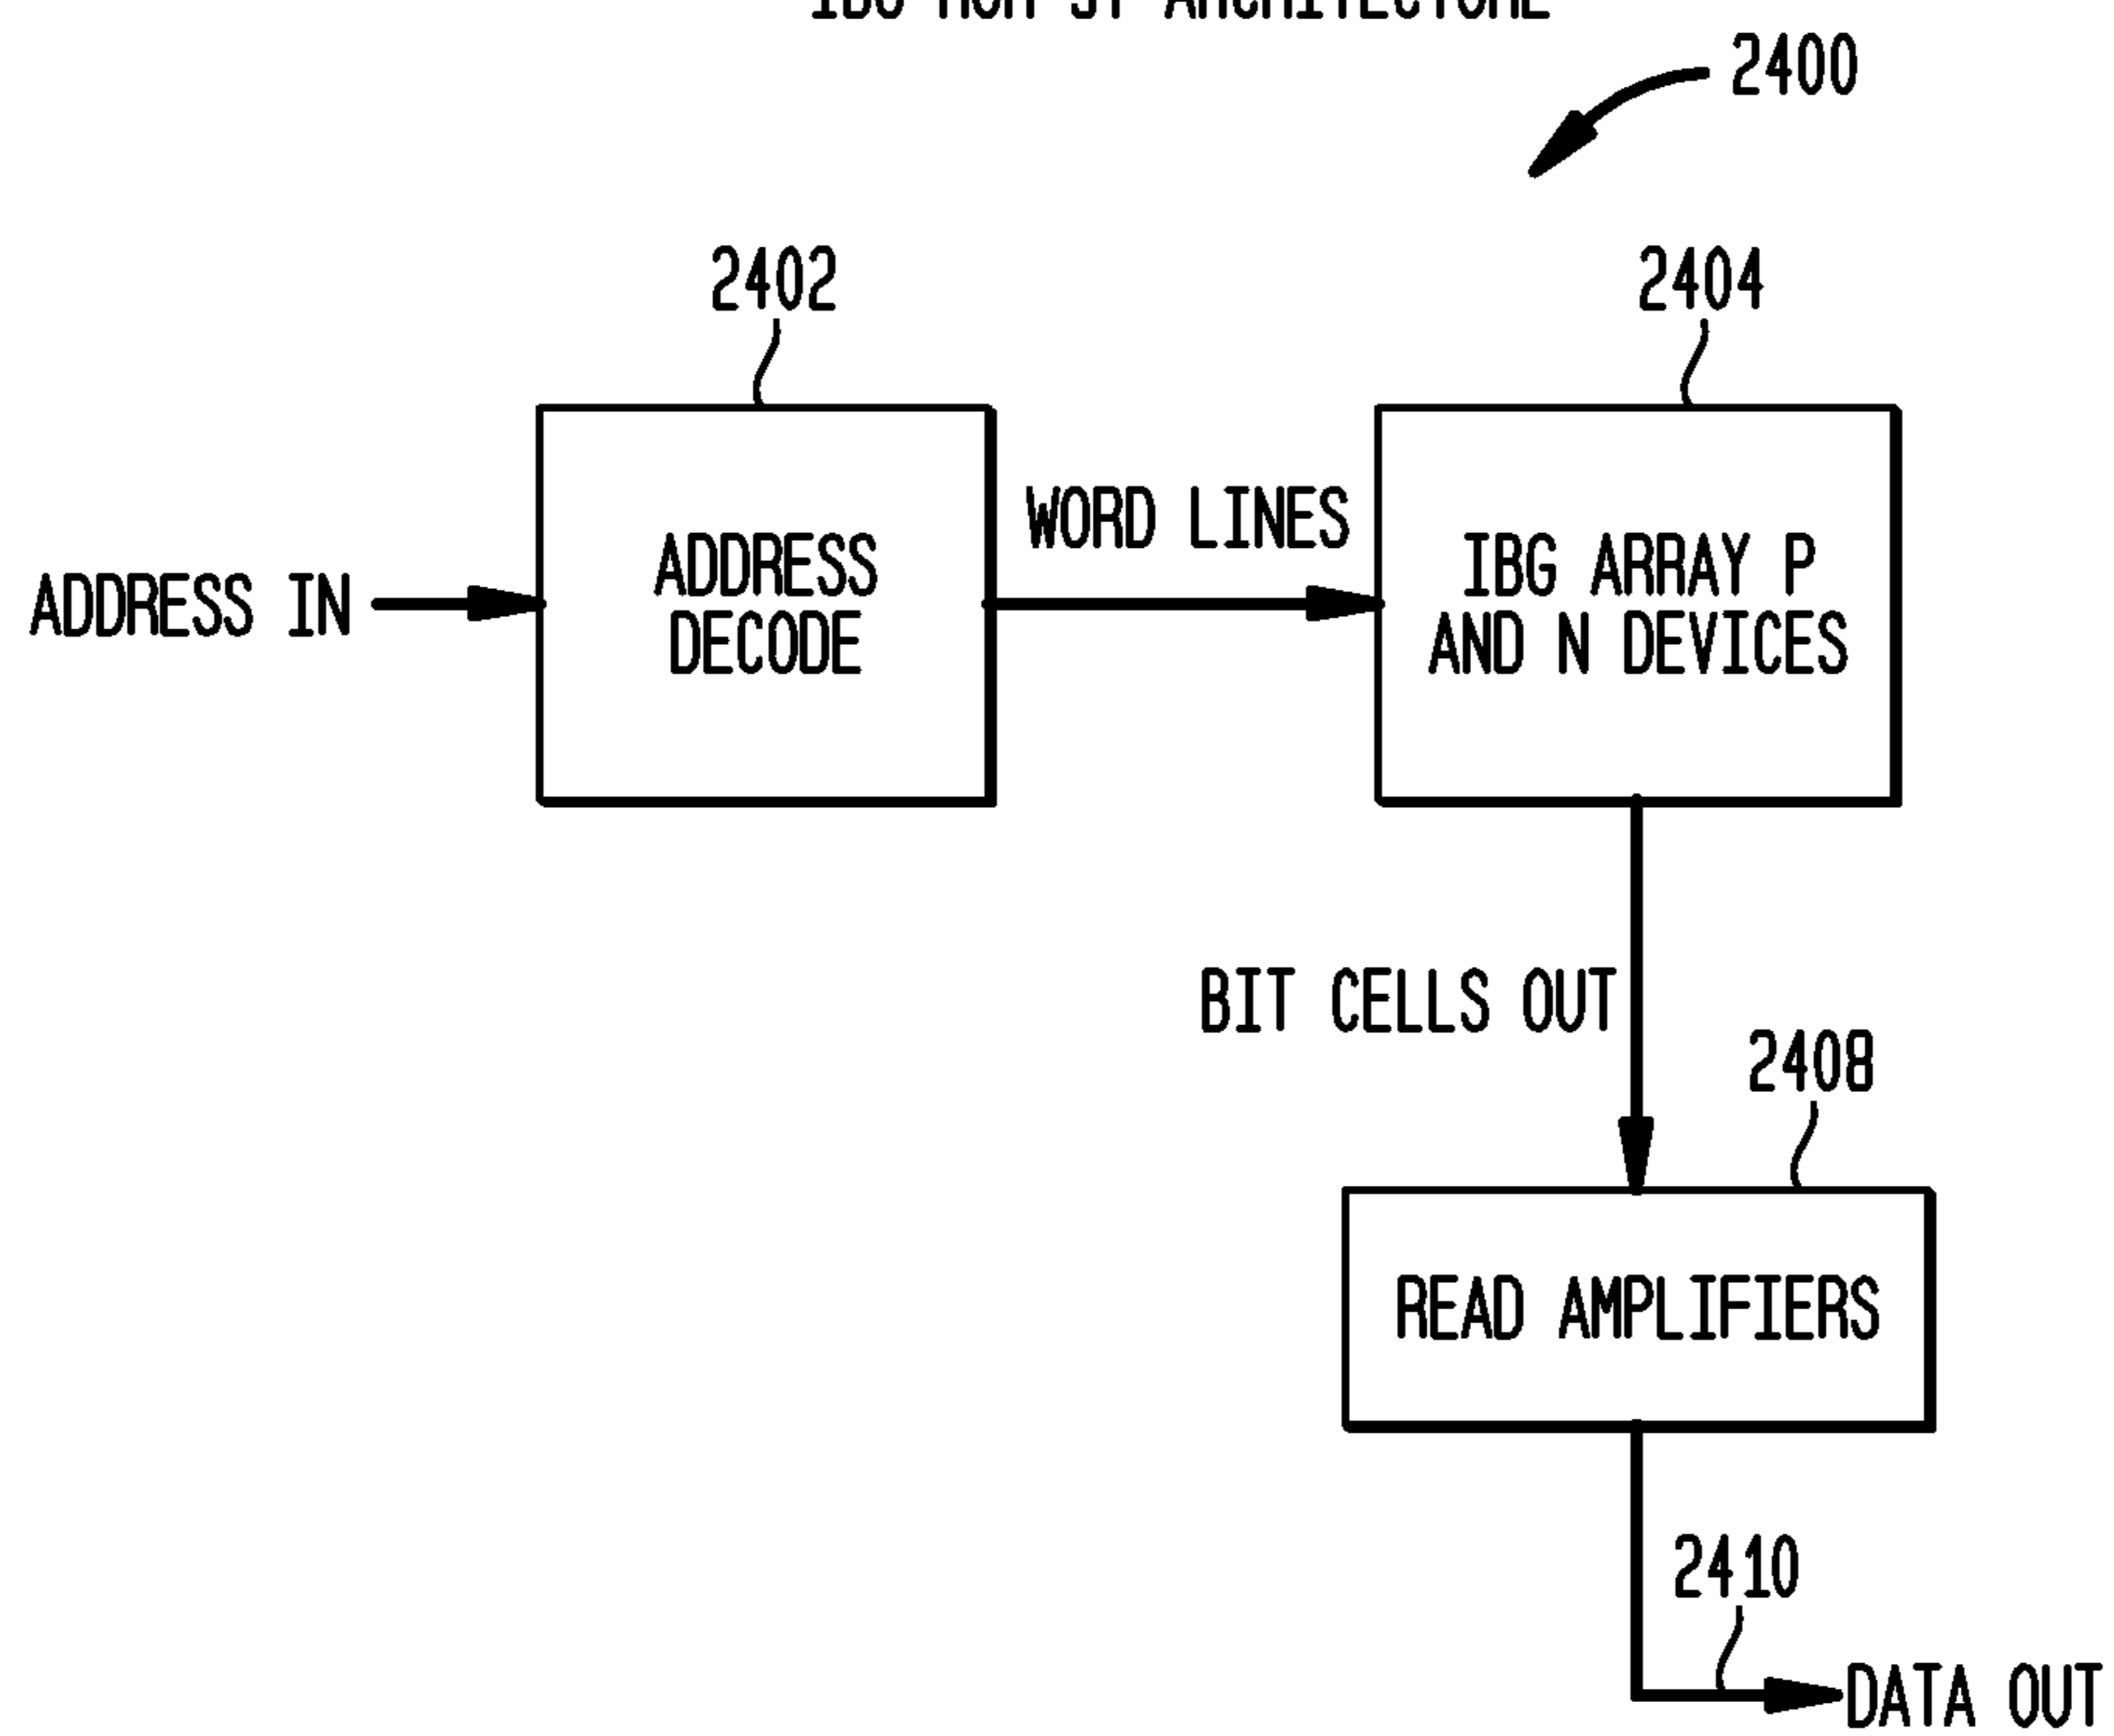 ARCHITECTURE
2400
2402
2404
ADDRESS IN
ADDRESS
DECODE
WORD LINES
IBG ARRAY P
AND N DEVICES
BIT CELLS OUT
2408
READ AMPLIFIERS
2410
DATA OUT